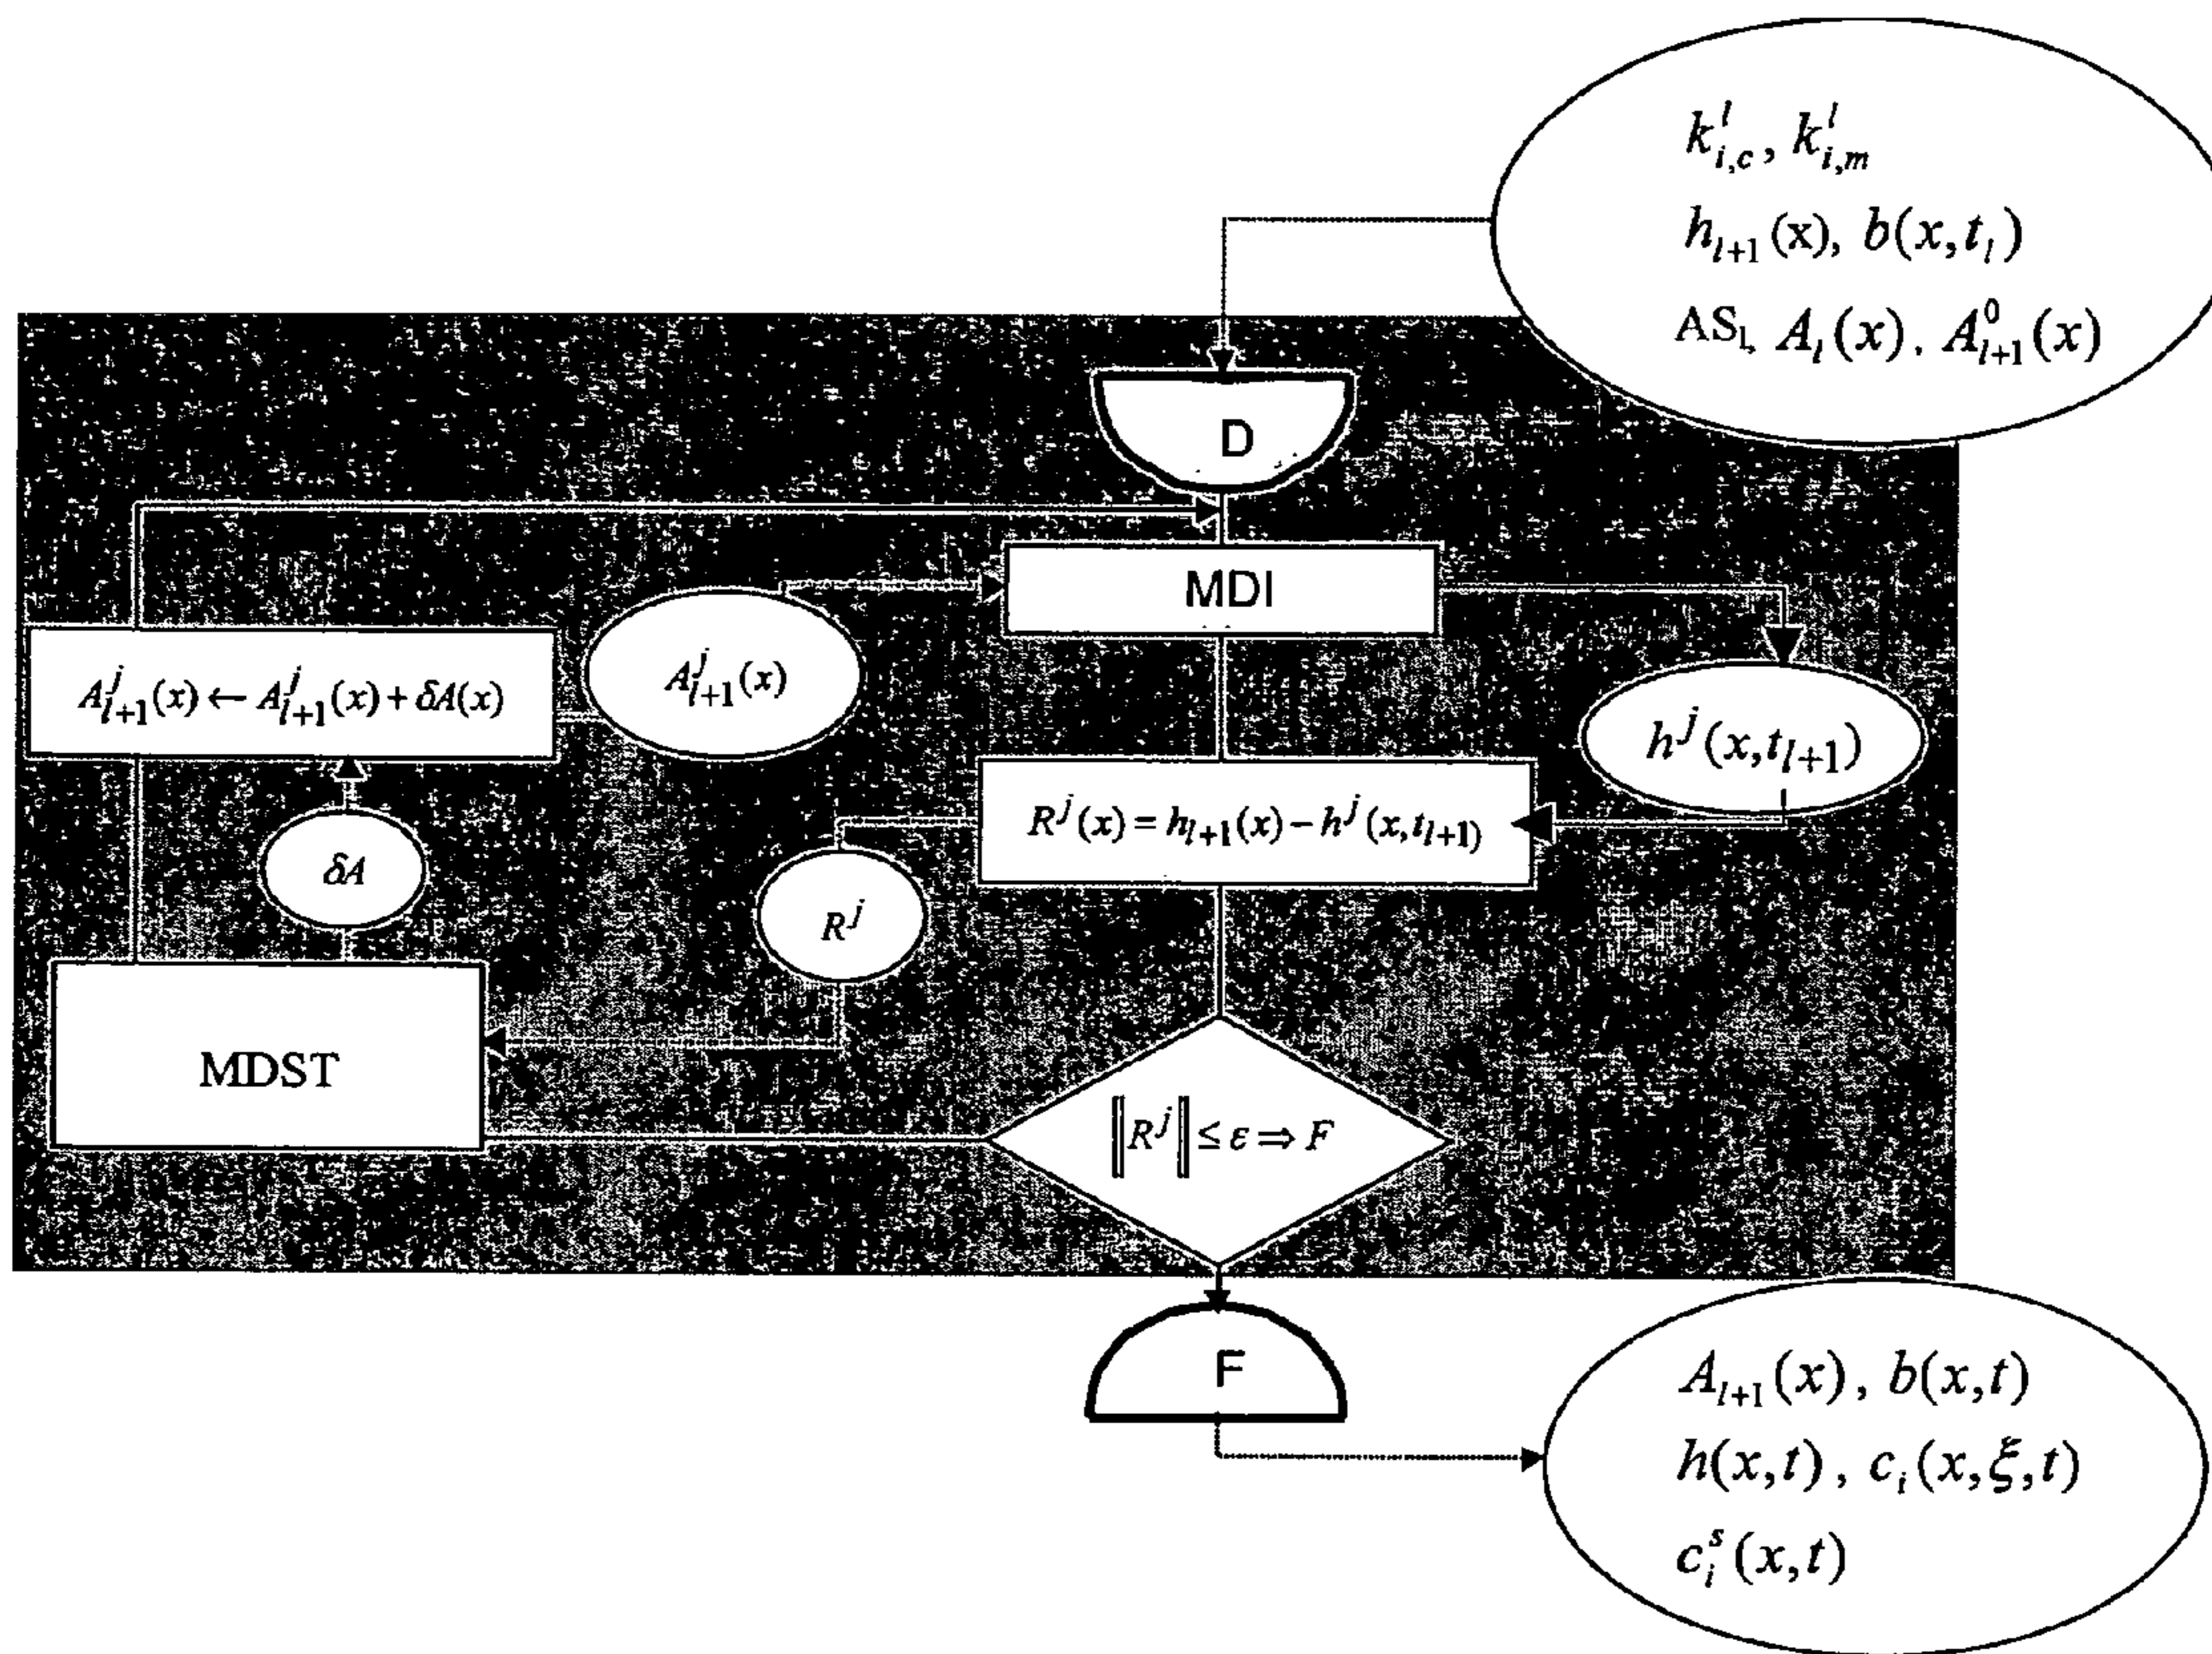 k^l_{i,c}, k^l_{i,m}
h_{l+1}(x), b(x,t_l)
AS_l, A_l(x), A^0_{l+1}(x)
D
MDI
A^j_{l+1}(x) ← A^j_{l+1}(x) + δA(x)
A^j_{l+1}(x)
h^j(x,t_{l+1})
R^j(x) = h_{l+1}(x) – h^j(x,t_{l+1})
δA
R^j
MDST
‖R^j‖ ≤ ε ⇒ F
F
A_{l+1}(x), b(x,t)
h(x,t), c_i(x,ξ,t)
c^s_i(x,t)